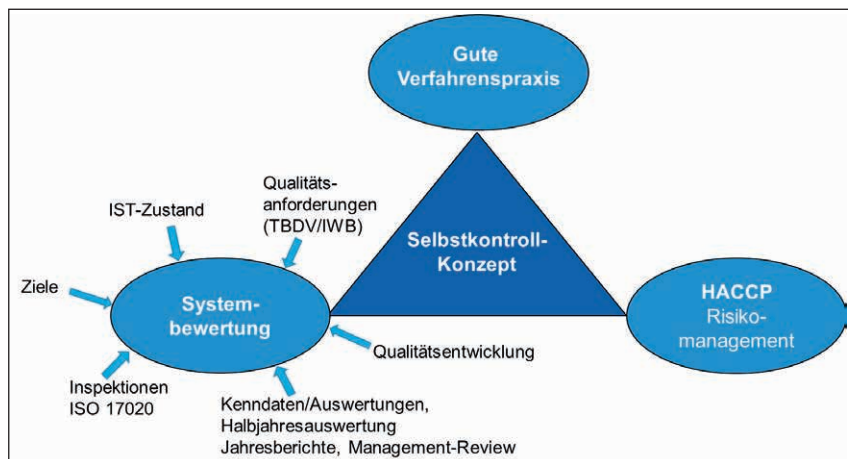 Gute
Verfahrenspraxis
Qualitäts-
anforderungen
(TBDV/IWB)
IST-Zustand
Selbstkontroll-
Konzept
Ziele
System-
bewertung
HACCP
Risiko-
management
Qualitätsentwicklung
Inspektionen
ISO 17020
Kenndaten/Auswertungen,
Halbjahresauswertung
Jahresberichte, Management-Review